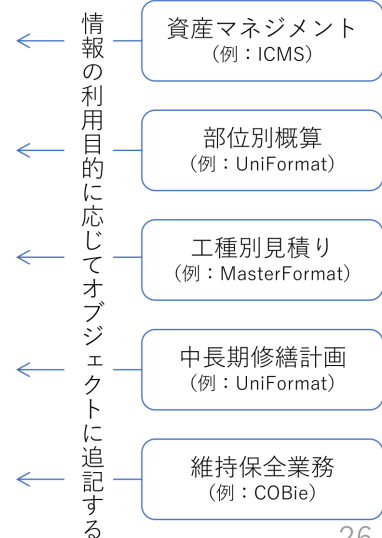 情報の利用目的に応じてオブジェクトに追記する
資産マネジメント
(例：ICMS)
部位別概算
(例：UniFormat)
工種別見積り
(例：MasterFormat)
中長期修繕計画
(例：UniFormat)
維持保全業務
(例：COBie)
26